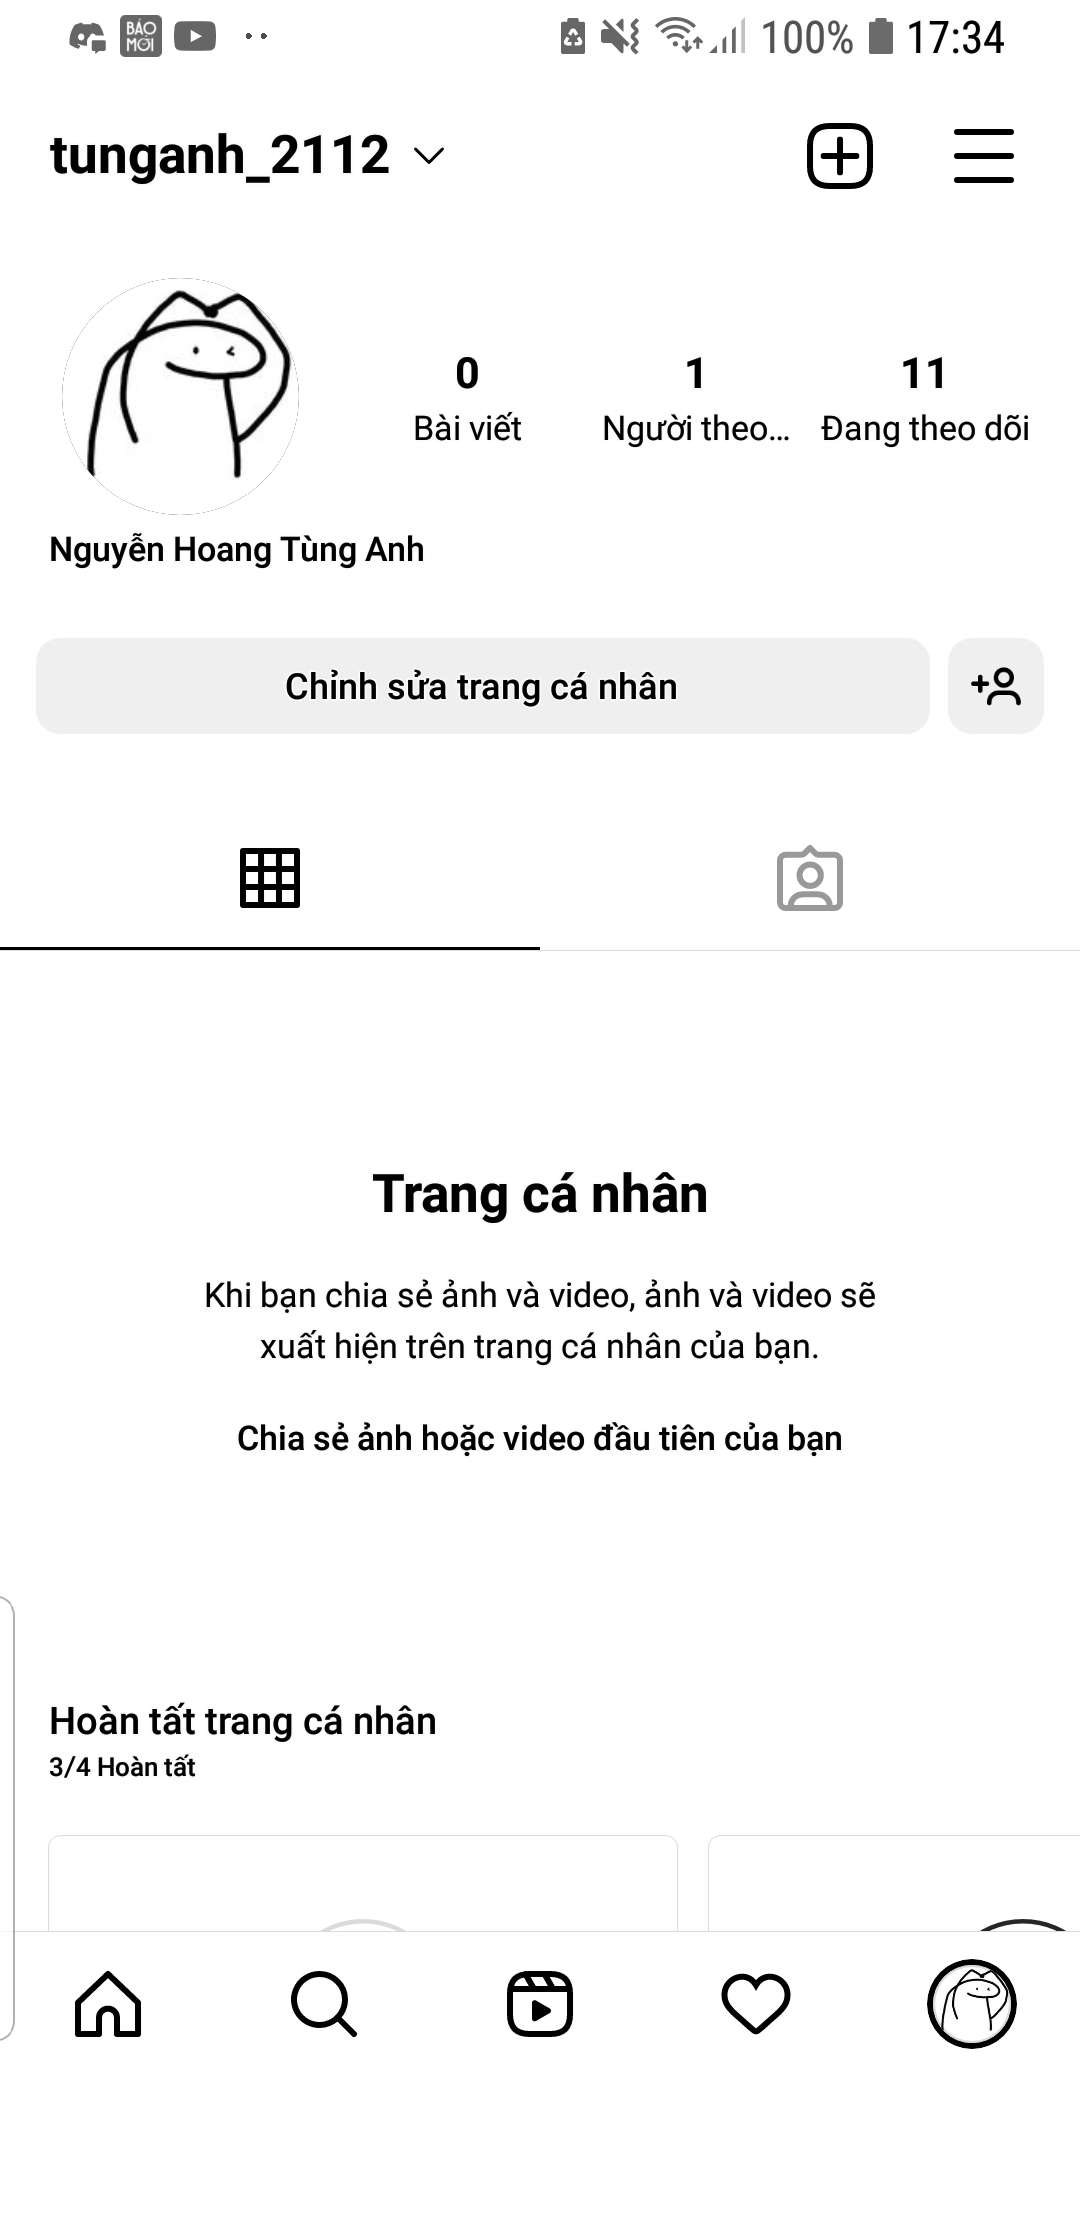 BÁO
MỚI
100%
17:34
tunganh_2112
0
1
11
Bài viết
Người theo...
Đang theo dõi
Nguyễn Hoang Tùng Anh
Chỉnh sửa trang cá nhân
Trang cá nhân
Khi bạn chia sẻ ảnh và video, ảnh và video sẽ
xuất hiện trên trang cá nhân của bạn.
Chia sẻ ảnh hoặc video đầu tiên của bạn
Hoàn tất trang cá nhân
3/4 Hoàn tất